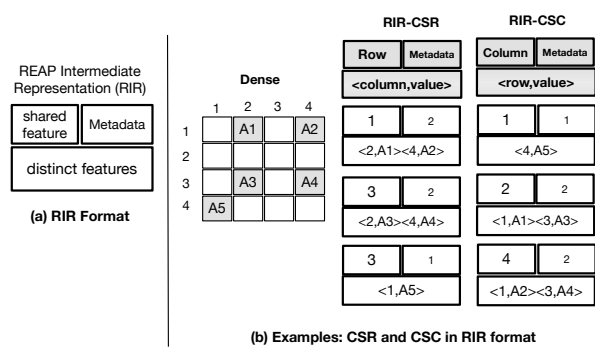 REAP Intermediate
Representation (RIR)
shared
feature
Metadata
distinct features
(a) RIR Format
Dense
1 2 3 4
1 A1 A2
2
3 A3 A4
4 A5
RIR-CSR
Row Metadata
<column,value>
1 2
<2,A1><4,A2>
3 2
<2,A3><4,A4>
3 1
<1,A5>
RIR-CSC
Column Metadata
<row,value>
1 1
<4,A5>
2 2
<1,A1><3,A3>
4 2
<1,A2><3,A4>
(b) Examples: CSR and CSC in RIR format